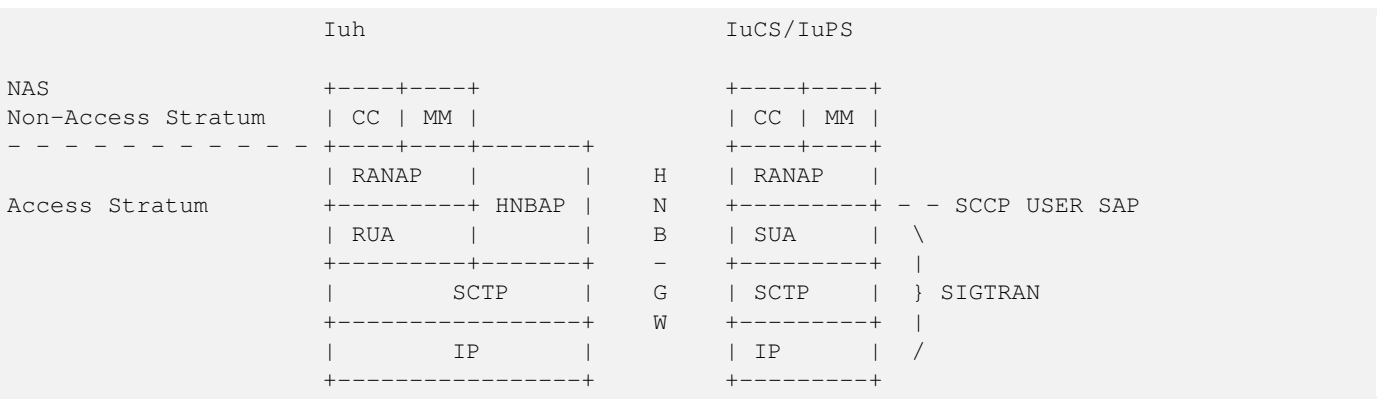 Iuh                          IuCS/IuPS

NAS                   +----+----+                  +----+----+
Non-Access Stratum    | CC | MM |                  | CC | MM |
- - - - - - - - - - - +----+----+-------+          +----+----+
                      | RANAP   |       |    H     | RANAP   |
Access Stratum        +---------+ HNBAP |    N     +---------+ - - SCCP USER SAP
                      | RUA     |       |    B     | SUA     |  \
                      +---------+-------+    -     +---------+  |
                      |        SCTP     |    G     | SCTP    |  } SIGTRAN
                      +-----------------+    W     +---------+  |
                      |        IP       |          | IP      |  /
                      +-----------------+          +---------+